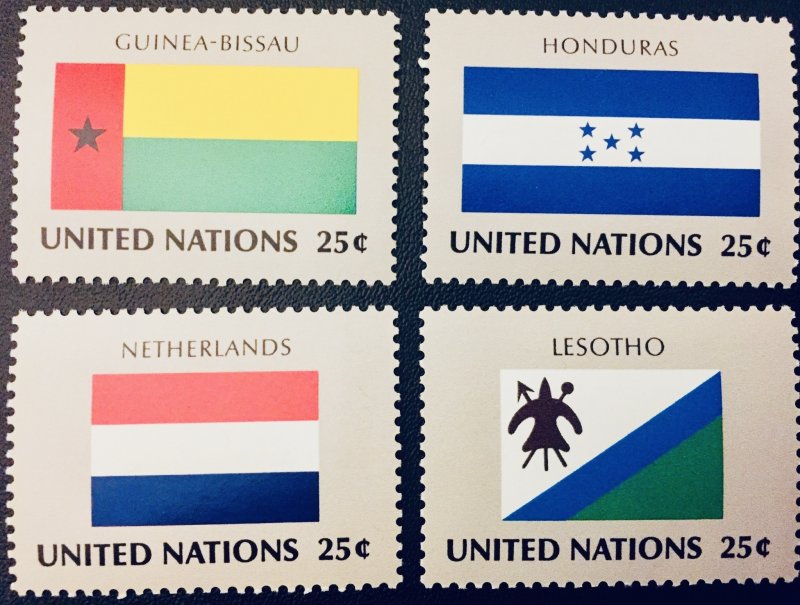 GUINEA-BISSAU
UNITED NATIONS 25¢
HONDURAS
UNITED NATIONS 25¢
NETHERLANDS
UNITED NATIONS 25¢
LESOTHO
UNITED NATIONS 25¢